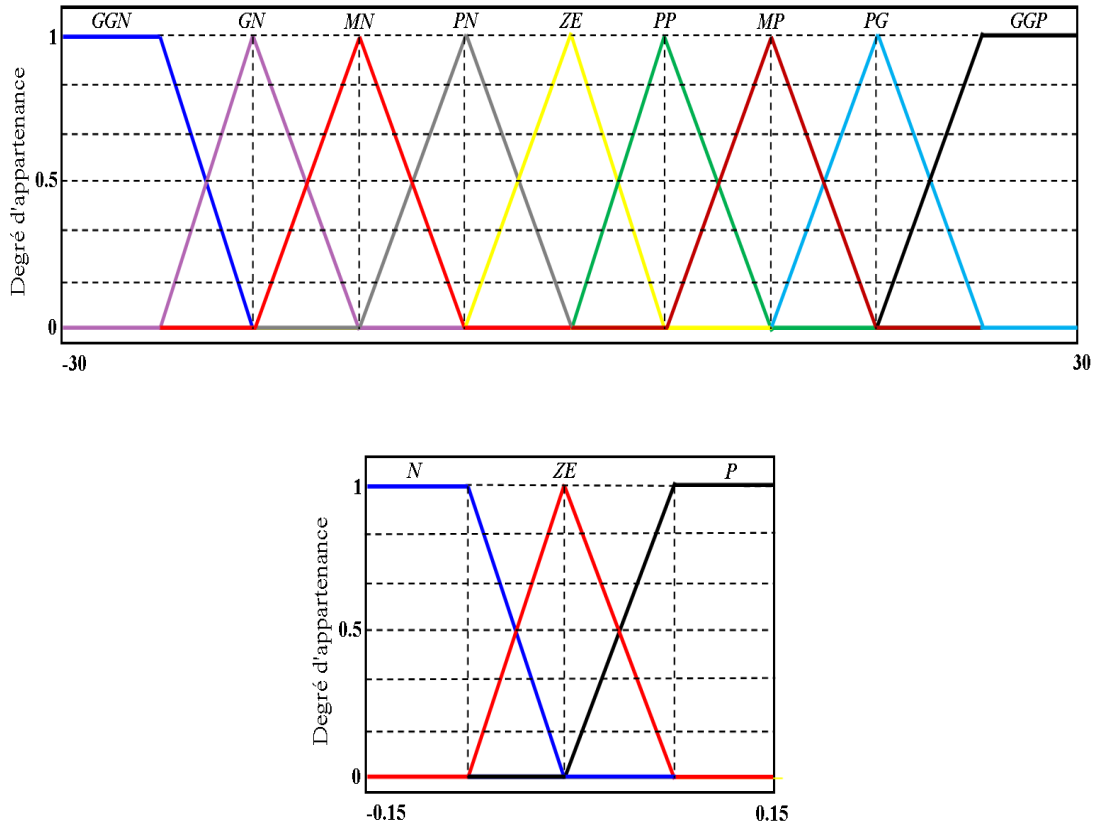 GGN GN MN PN ZE PP MP PG GGP
1
0.5
0
Degré d'appartenance
-30 30
N ZE P
1
0.5
0
Degré d'appartenance
-0.15 0.15